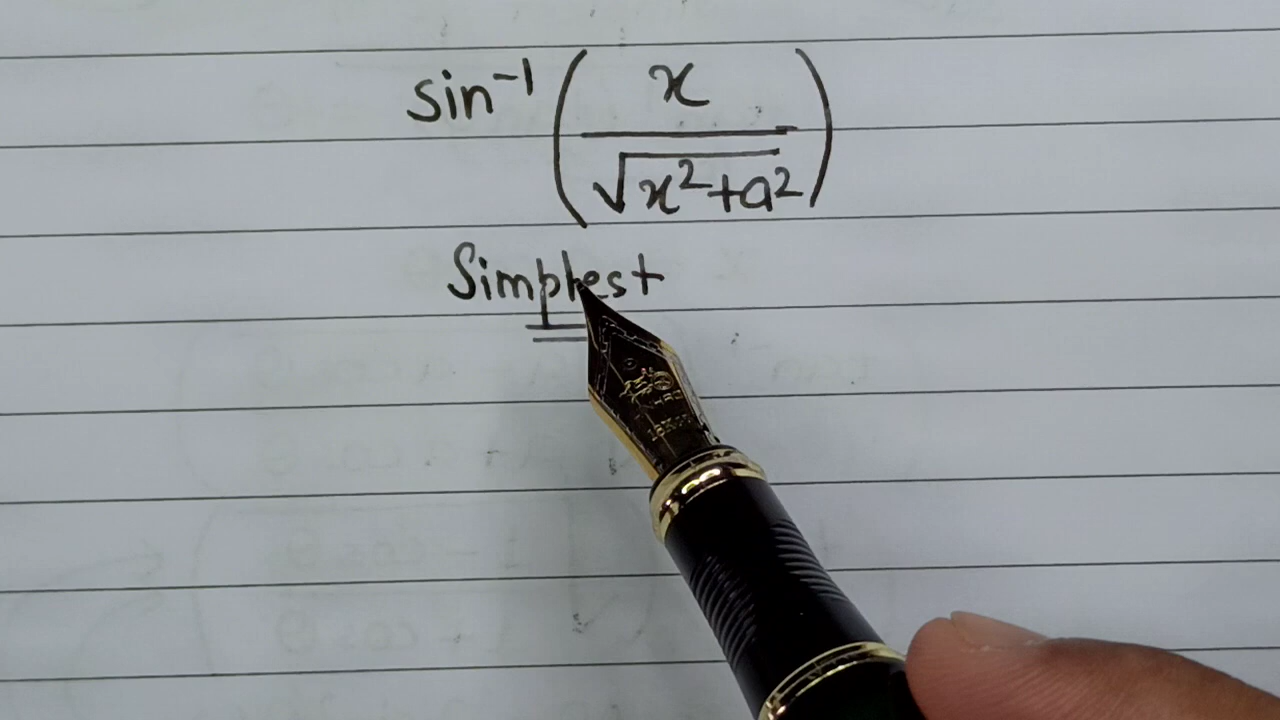 sin⁻¹ (x / √(x²+a²))
Simplest